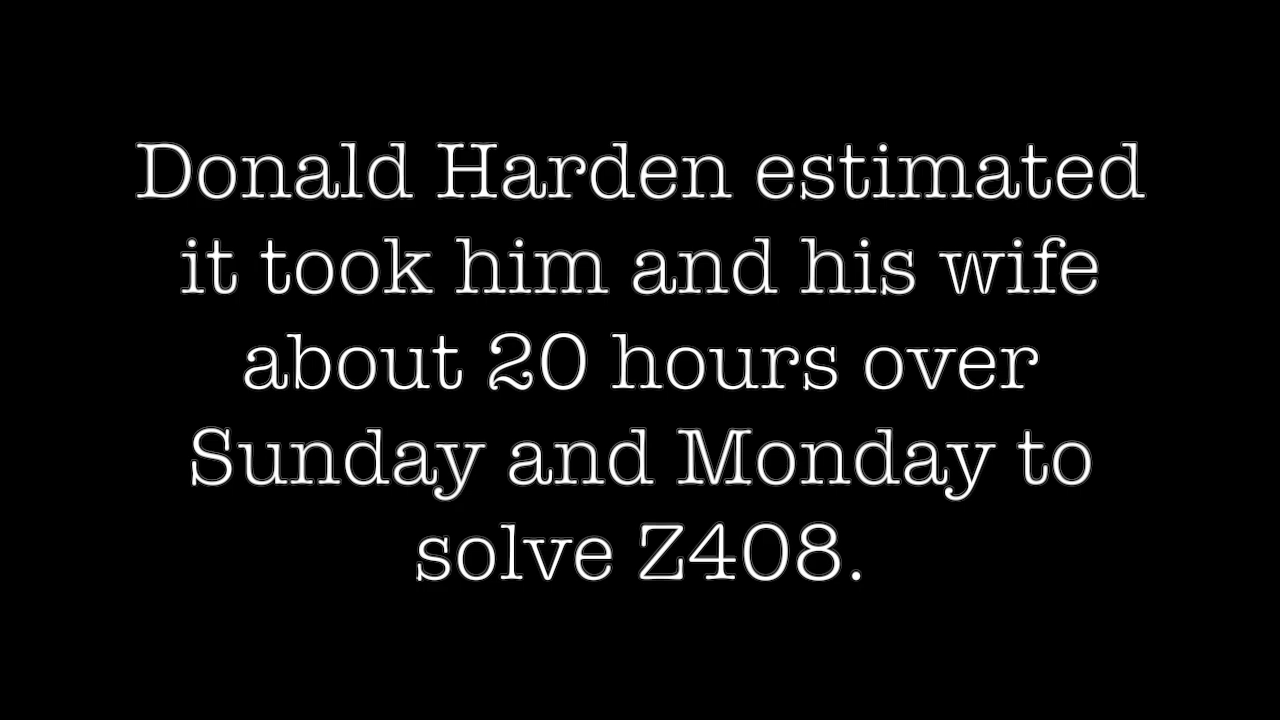 Donald Harden estimated
it took him and his wife
about 20 hours over
Sunday and Monday to
solve Z408.